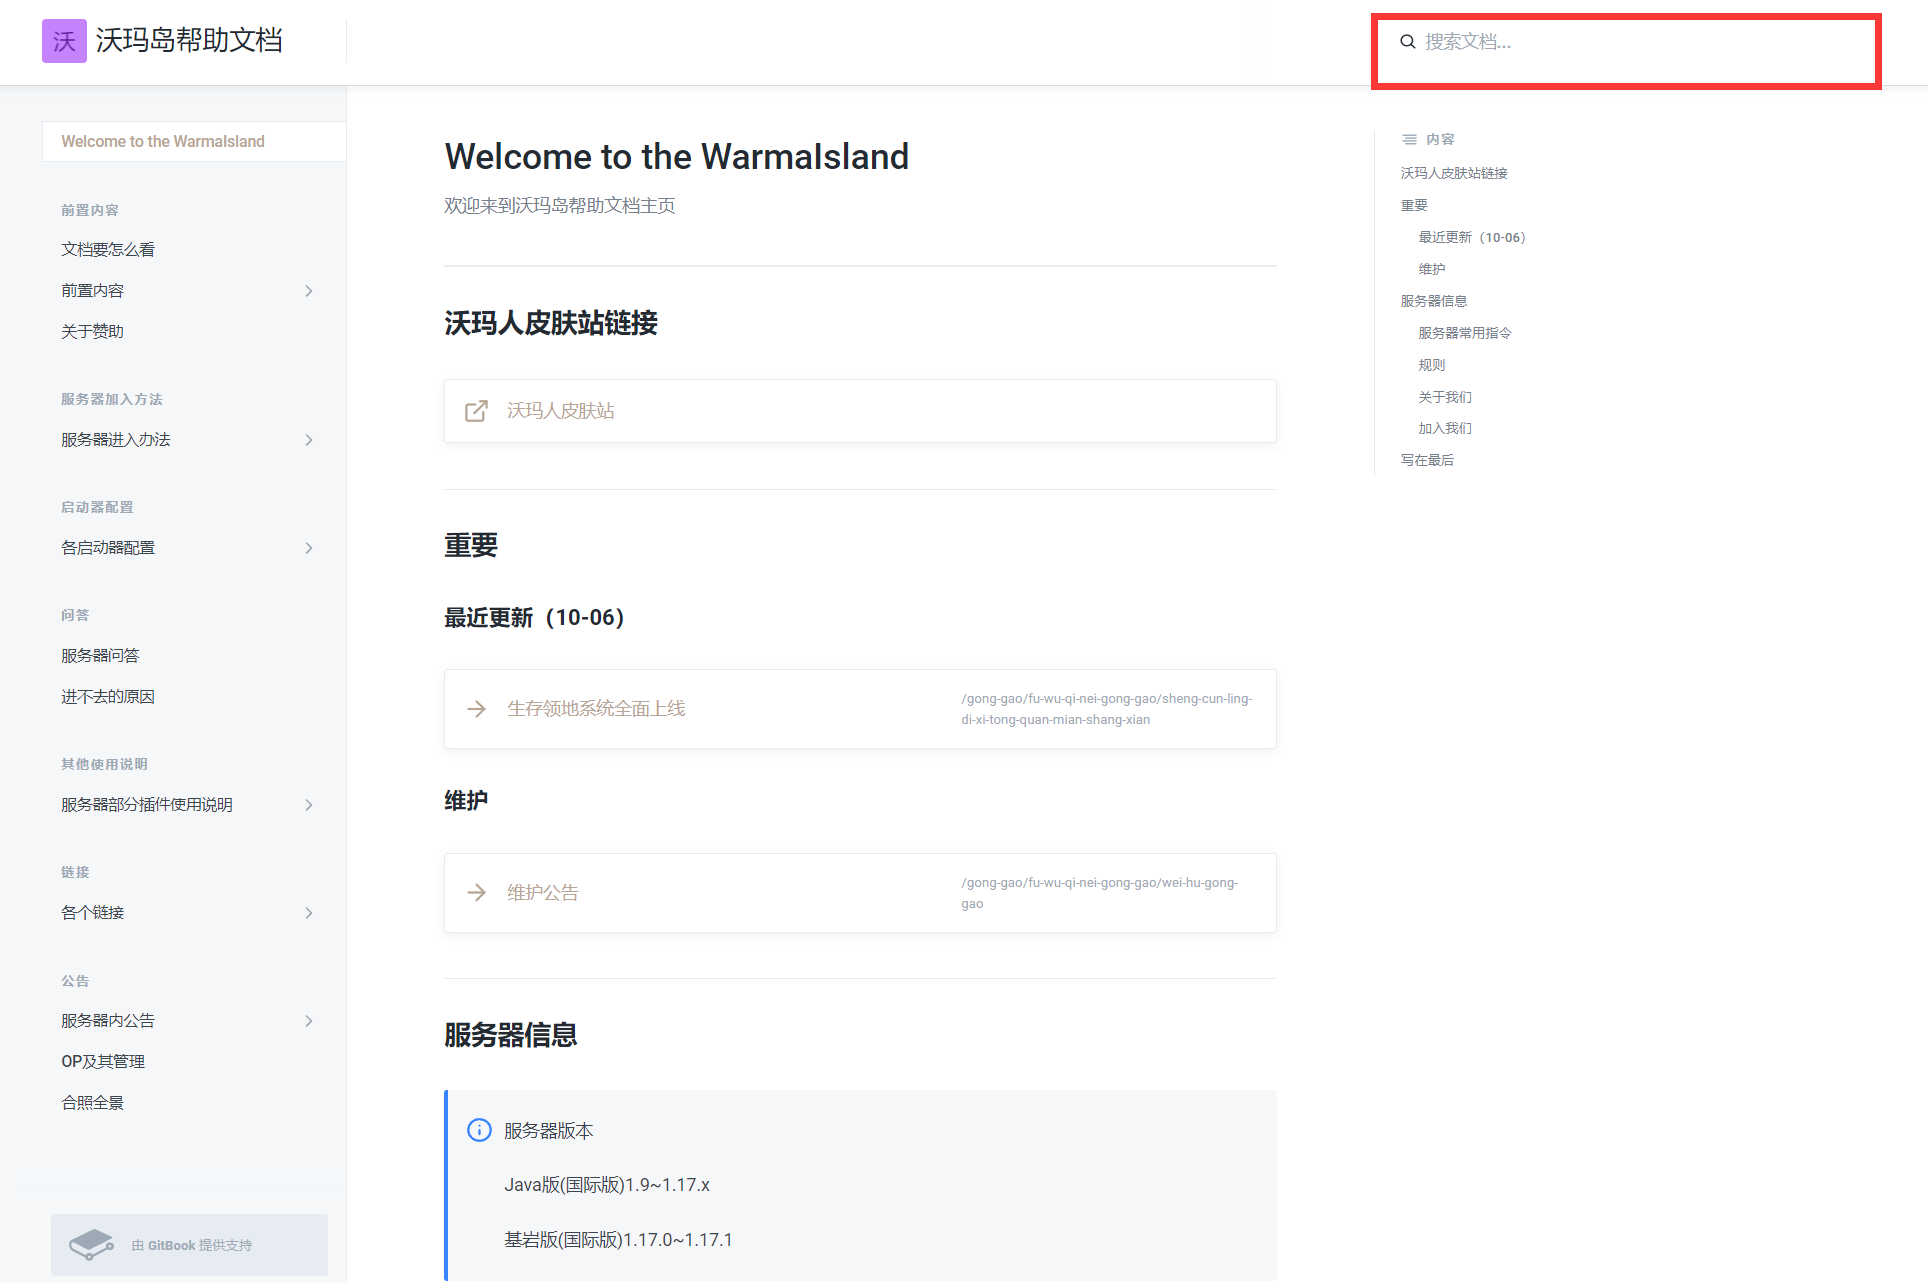 沃 沃玛岛帮助文档
搜索文档...
Welcome to the WarmaIsland
前置内容
文档要怎么看
前置内容
关于赞助
服务器加入方法
服务器进入办法
启动器配置
各启动器配置
问答
服务器问答
进不去的原因
其他使用说明
服务器部分插件使用说明
链接
各个链接
公告
服务器内公告
OP及其管理
合照全景
由 GitBook 提供支持
Welcome to the WarmaIsland
欢迎来到沃玛岛帮助文档主页
沃玛人皮肤站链接
沃玛人皮肤站
重要
最近更新（10-06）
生存领地系统全面上线
/gong-gao/fu-wu-qi-nei-gong-gao/sheng-cun-ling-
di-xi-tong-quan-mian-shang-xian
维护
维护公告
/gong-gao/fu-wu-qi-nei-gong-gao/wei-hu-gong-
gao
服务器信息
服务器版本
Java版(国际版)1.9~1.17.x
基岩版(国际版)1.17.0~1.17.1
内容
沃玛人皮肤站链接
重要
最近更新（10-06）
维护
服务器信息
服务器常用指令
规则
关于我们
加入我们
写在最后